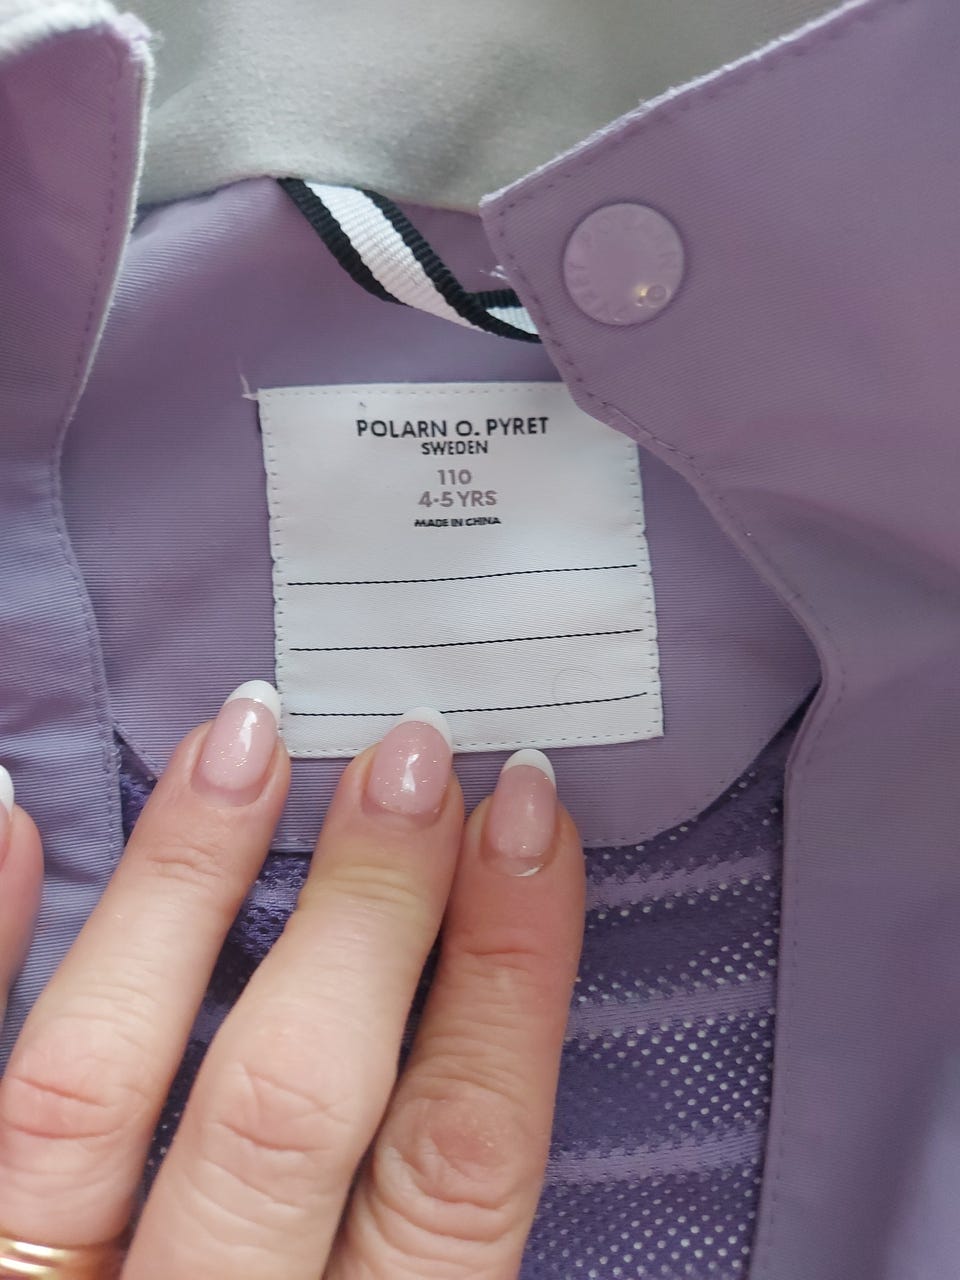 POLARN O. PYRET
SWEDEN
110
4-5 YRS
MADE IN CHINA